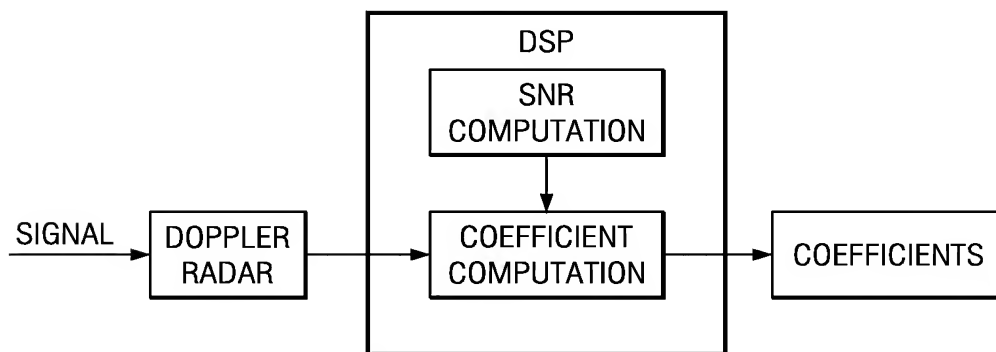 DSP
SNR
COMPUTATION
SIGNAL
DOPPLER
RADAR
COEFFICIENT
COMPUTATION
COEFFICIENTS